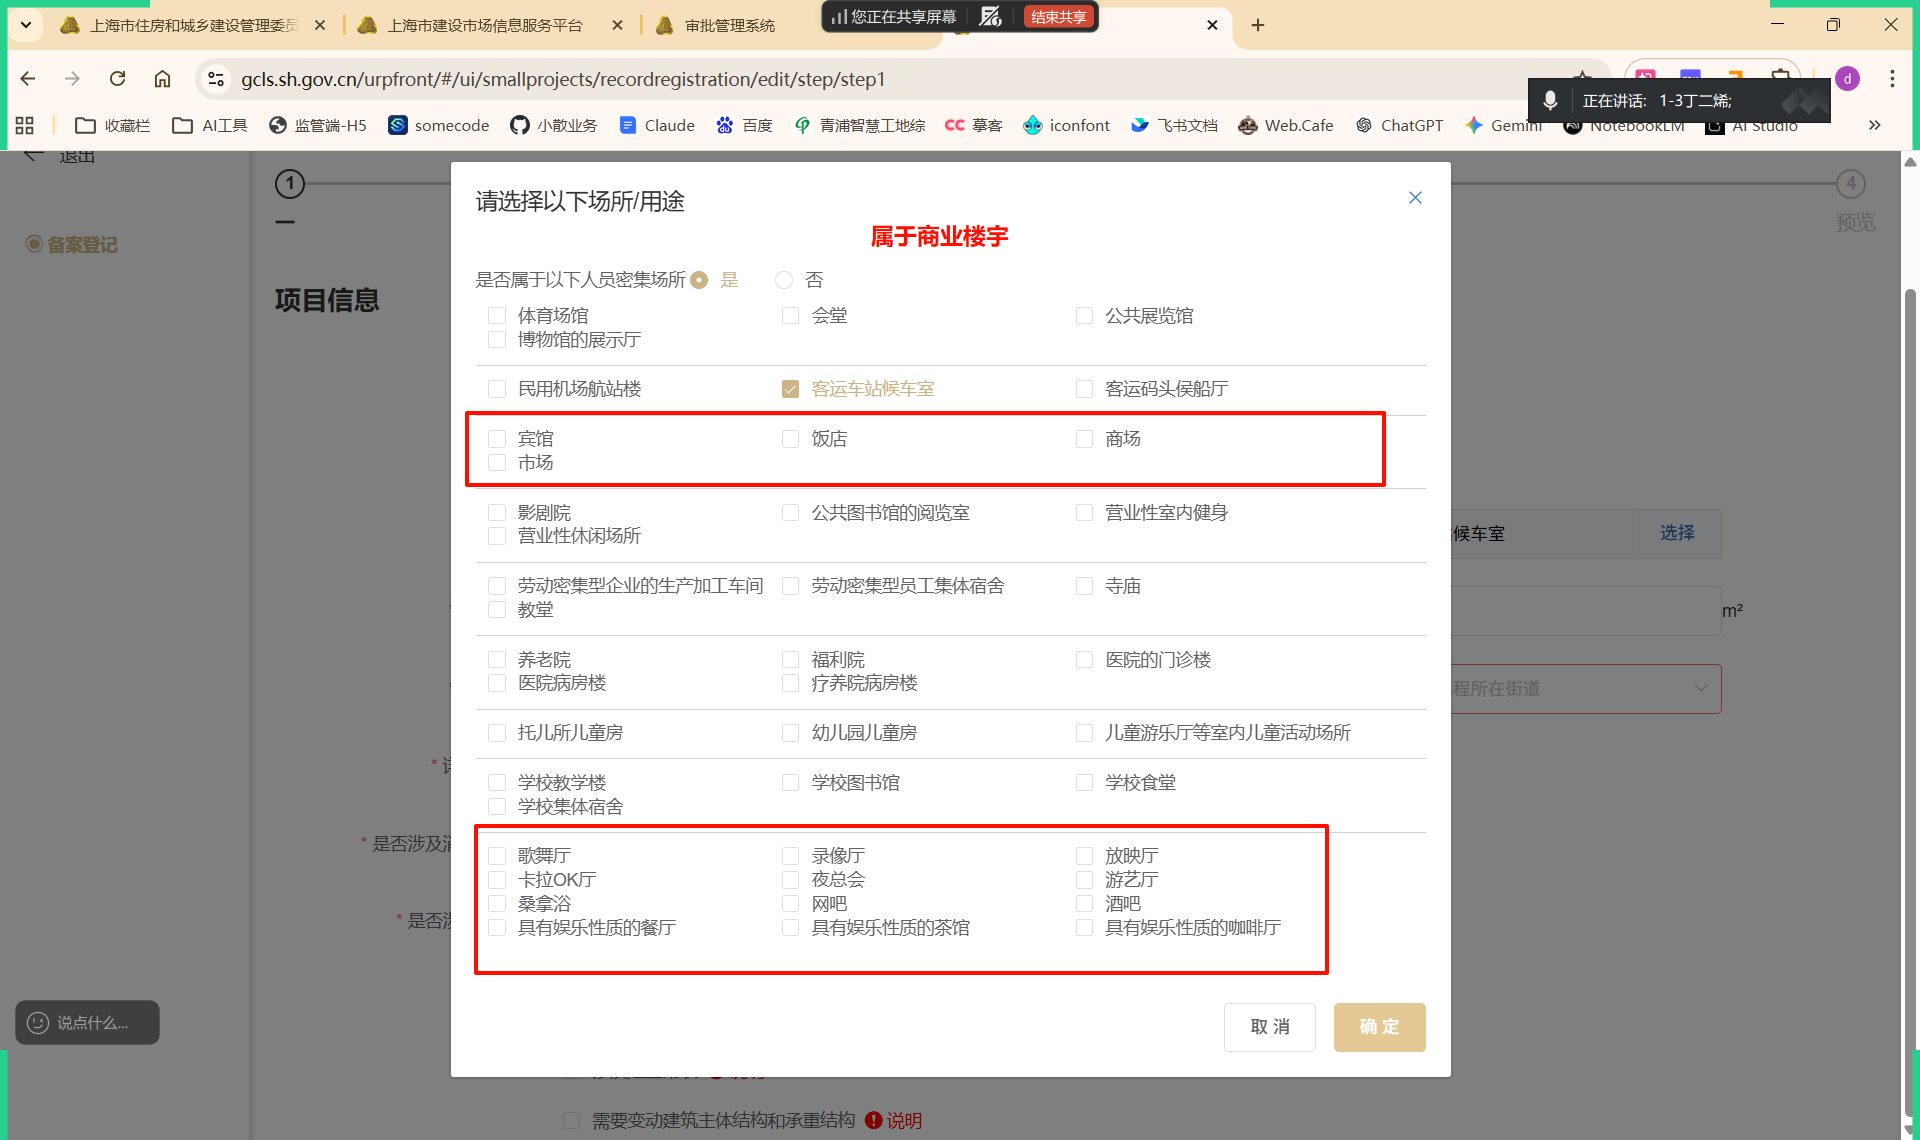 上海市住房和城乡建设管理委员
上海市建设市场信息服务平台
审批管理系统
您正在共享屏幕
结束共享
gcls.sh.gov.cn/urpfront/#/ui/smallprojects/recordregistration/edit/step/step1
d
正在讲话: 1-3丁二烯;
收藏栏
AI工具
监管端-H5
somecode
小散业务
Claude
百度
青浦智慧工地综
摹客
飞书文档
iconfont
Web.Cafe
ChatGPT
Gemini
NotebookLM
AI Studio
退出
1
4
预览
备案登记
项目信息
请选择以下场所/用途
属于商业楼宇
是否属于以下人员密集场所 是 否
体育场馆 会堂 公共展览馆
博物馆的展示厅
民用机场航站楼 客运车站候车室 客运码头侯船厅
宾馆 饭店 商场
市场
影剧院 公共图书馆的阅览室 营业性室内健身
营业性休闲场所
候车室 选择
劳动密集型企业的生产加工车间 劳动密集型员工集体宿舍 寺庙
教堂
m²
养老院 福利院 医院的门诊楼
医院病房楼 疗养院病房楼
程所在街道
托儿所儿童房 幼儿园儿童房 儿童游乐厅等室内儿童活动场所
学校教学楼 学校图书馆 学校食堂
学校集体宿舍
* 是否涉及消
歌舞厅 录像厅 放映厅
卡拉OK厅 夜总会 游艺厅
桑拿浴 网吧 酒吧
* 是否涉
具有娱乐性质的餐厅 具有娱乐性质的茶馆 具有娱乐性质的咖啡厅
说点什么...
取 消
确 定
需要变动建筑主体结构和承重结构 说明